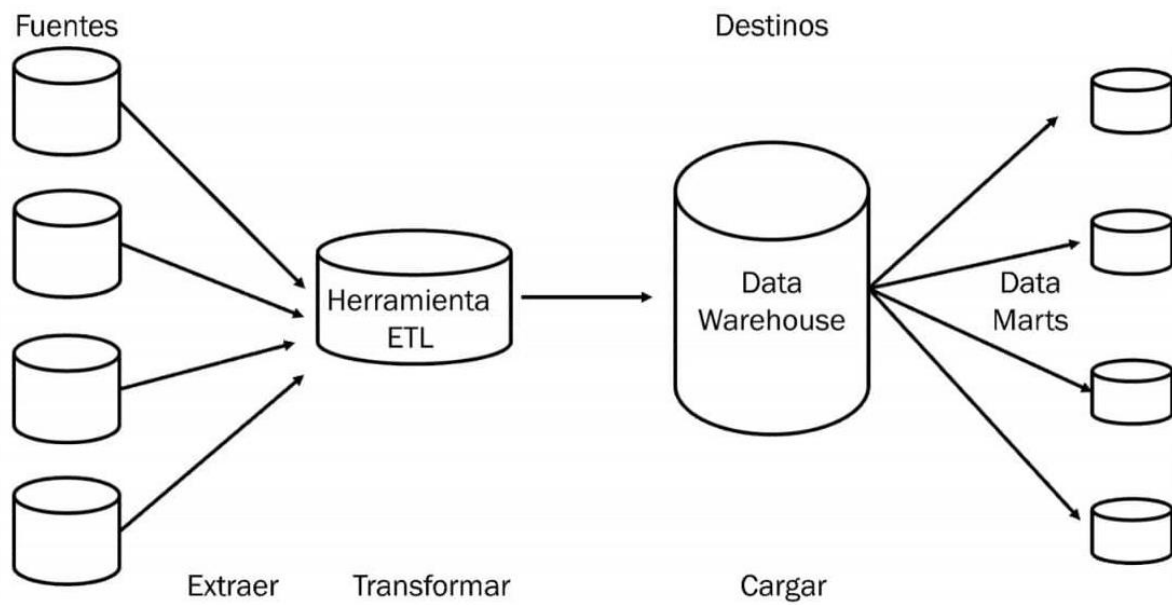 Fuentes
Destinos
Herramienta
ETL
Data
Warehouse
Data
Marts
Extraer
Transformar
Cargar